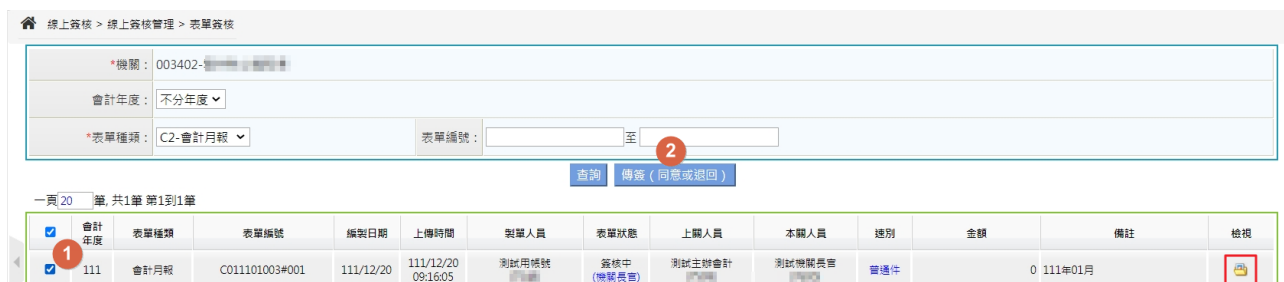 線上簽核 > 線上簽核管理 > 表單簽核
*機關： 003402-
會計年度： 不分年度
*表單種類： C2-會計月報 表單編號： 至
2
查詢 傳簽（同意或退回）
一頁 20 筆, 共1筆 第1到1筆
會計年度 表單種類 表單編號 編製日期 上傳時間 製單人員 表單狀態 上關人員 本關人員 速別 金額 備註 檢視
1
111 會計月報 C011101003#001 111/12/20 111/12/20 09:16:05 測試用帳號 簽核中 (機關長官) 測試主辦會計 測試機關長官 普通件 0 111年01月